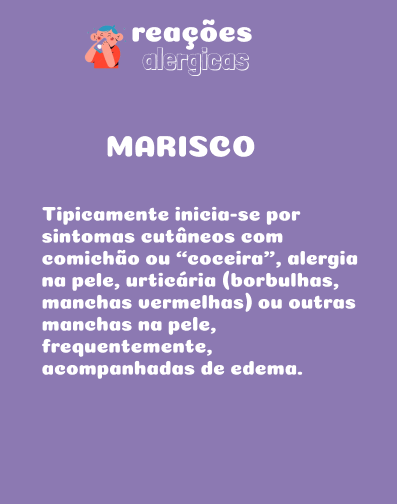 reações
alergicas
MARISCO
Tipicamente inicia-se por
sintomas cutâneos com
comichão ou “coceira”, alergia
na pele, urticária (borbulhas,
manchas vermelhas) ou outras
manchas na pele,
frequentemente,
acompanhadas de edema.